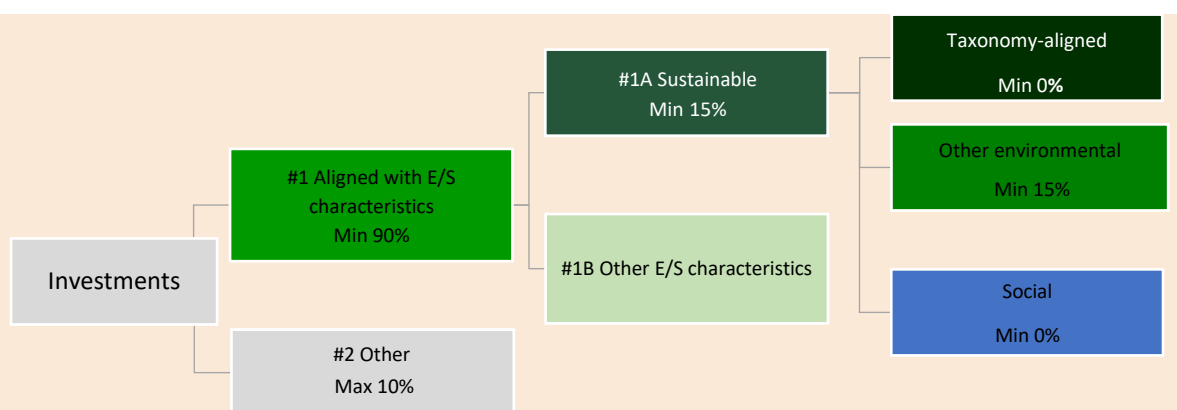 Investments
#1 Aligned with E/S
characteristics
Min 90%
#2 Other
Max 10%
#1A Sustainable
Min 15%
#1B Other E/S characteristics
Taxonomy-aligned
Min 0%
Other environmental
Min 15%
Social
Min 0%